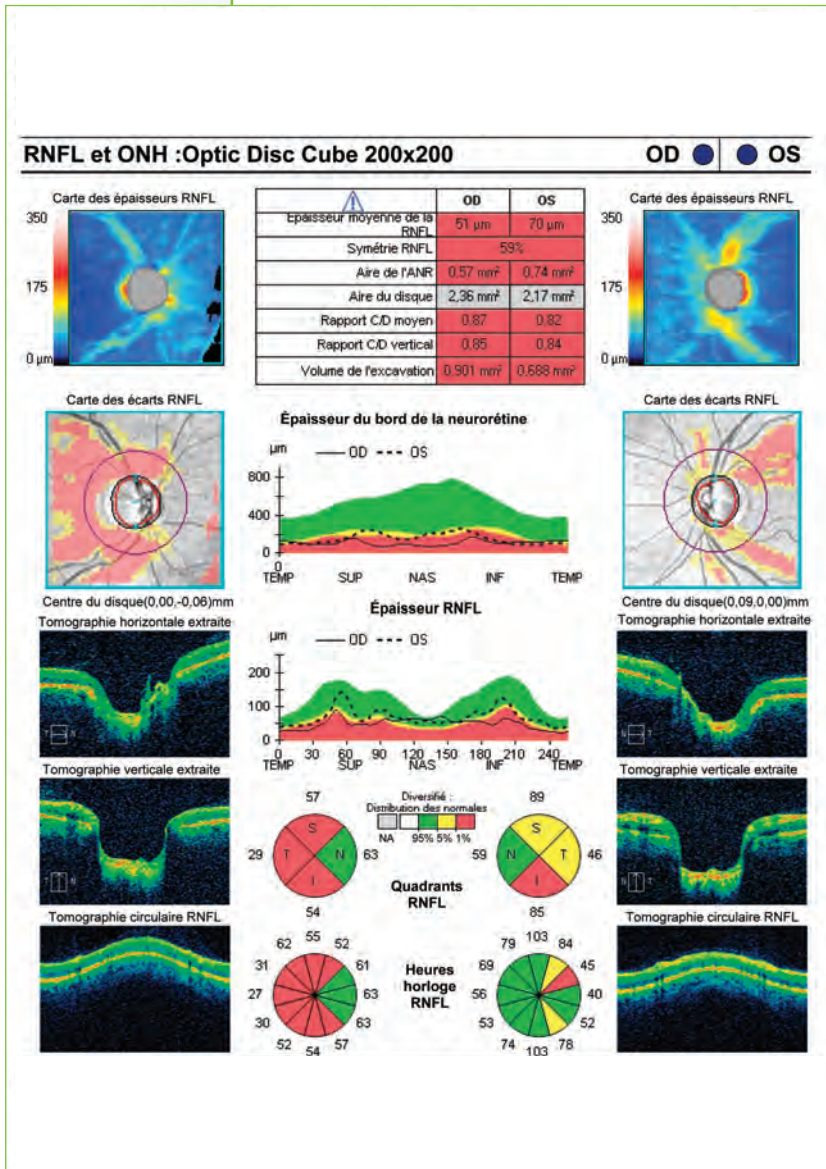 RNFL et ONH :Optic Disc Cube 200x200 OD OS
Carte des épaisseurs RNFL
350
175
0 µm
OD OS
Epaisseur moyenne de la RNFL 51 µm 70 µm
Symétrie RNFL 59%
Aire de l'ANR 0,57 mm² 0,74 mm²
Aire du disque 2,36 mm² 2,17 mm²
Rapport C/D moyen 0.87 0.82
Rapport C/D vertical 0.85 0.84
Volume de l'excavation 0,901 mm³ 0,688 mm³
Carte des épaisseurs RNFL
350
175
0 µm
Carte des écarts RNFL
Centre du disque(0,00,-0,06)mm
Épaisseur du bord de la neurorétine
µm OD OS
800
400
0
0
TEMP SUP NAS INF TEMP
Carte des écarts RNFL
Centre du disque(0,09,0,00)mm
Tomographie horizontale extraite
T N
Épaisseur RNFL
µm OD OS
200
100
0
0 30 60 90 120 150 180 210 240
TEMP SUP NAS INF TEMP
Tomographie horizontale extraite
N T
Tomographie verticale extraite
T N
57
S
29 T N 63
I
54
Diversifié :
Distribution des normales
NA 95% 5% 1%
Quadrants
RNFL
89
S
59 N T 46
I
85
Tomographie verticale extraite
N T
Tomographie circulaire RNFL
55
62 52
31 61
27 63
30 63
52 57
54
Heures
horloge
RNFL
103
79 84
69 45
56 40
53 52
74 78
103
Tomographie circulaire RNFL